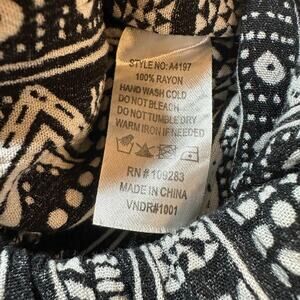 STYLE NO: A4197
100% RAYON
HAND WASH COLD
DO NOT BLEACH
DO NOT TUMBLE DRY
WARM IRON IF NEEDED
RN # 109283
MADE IN CHINA
VNDR#1001